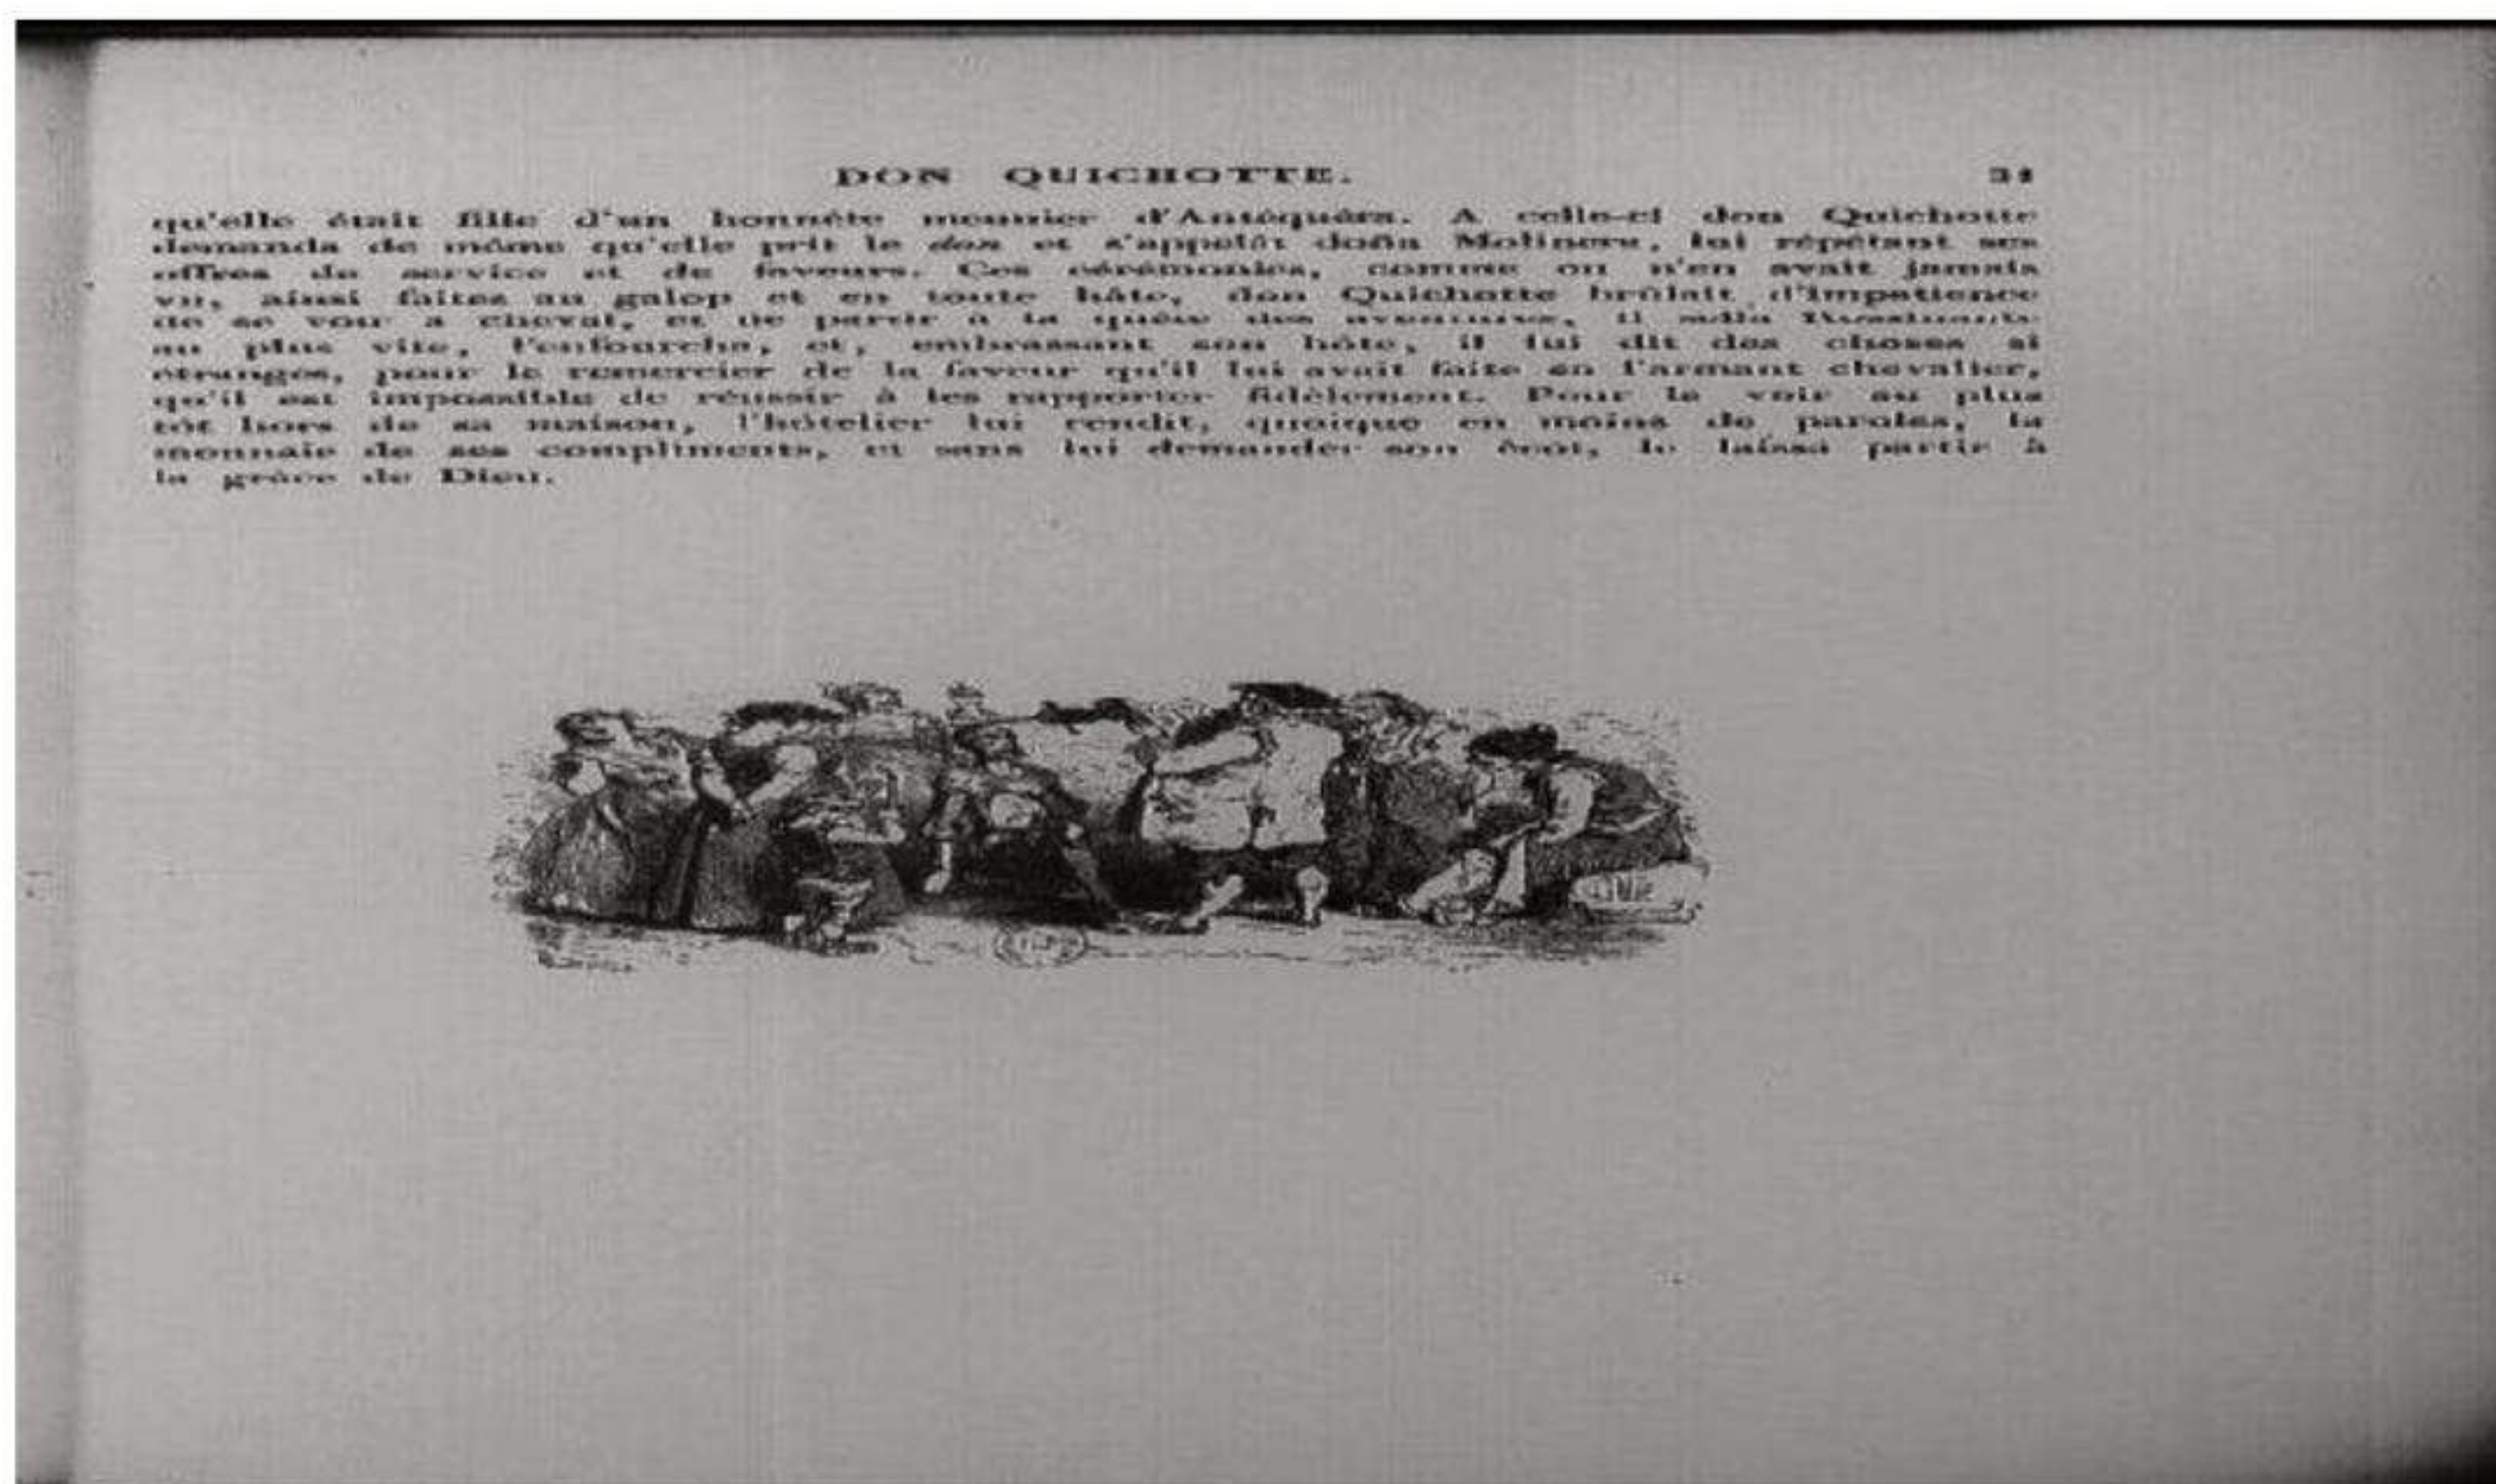 DON QUICHOTTE.
qu'elle était fille d'un honnête meunier d'Antéquéra. A celle-ci don Quichotte
demanda de même qu'elle prît le don et s'appelât doña Molinera, lui répétant ses
offres de service et de faveurs. Ces cérémonies, comme on n'en avait jamais
vu, ainsi faites au galop et en toute hâte, don Quichotte brûlait d'impatience
de se voir à cheval, et de partir à la quête des aventures, il sella Rossinante
au plus vite, l'enfourcha, et, embrassant son hôte, il lui dit des choses si
étranges, pour le remercier de la faveur qu'il lui avait faite en l'armant chevalier,
qu'il est impossible de réussir à les rapporter fidèlement. Pour le voir au plus
tôt hors de sa maison, l'hôtelier lui rendit, quoique en moins de paroles, la
monnaie de ses compliments, et sans lui demander son écot, le laissa partir à
la grâce de Dieu.